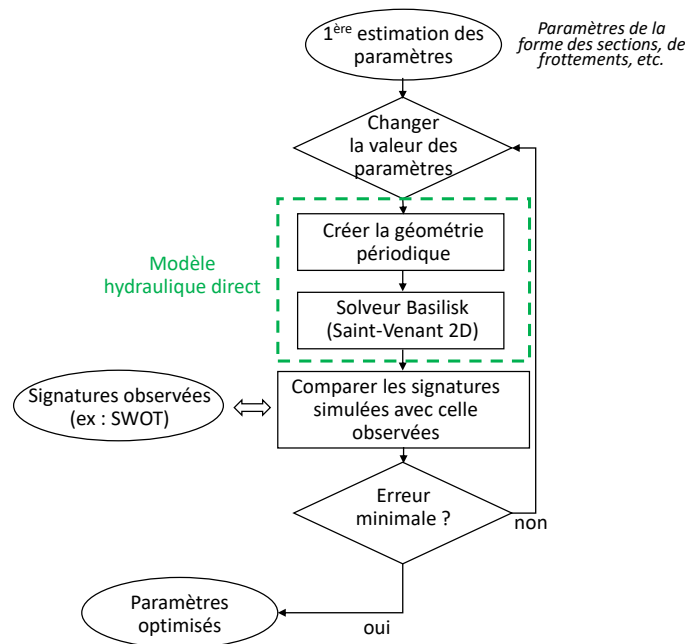 1ère estimation des
paramètres
Paramètres de la
forme des sections, de
frottements, etc.
Changer
la valeur des
paramètres
Créer la géométrie
périodique
Modèle
hydraulique direct
Solveur Basilisk
(Saint-Venant 2D)
Signatures observées
(ex : SWOT)
Comparer les signatures
simulées avec celle
observées
Erreur
minimale ?
non
Paramètres
optimisés
oui